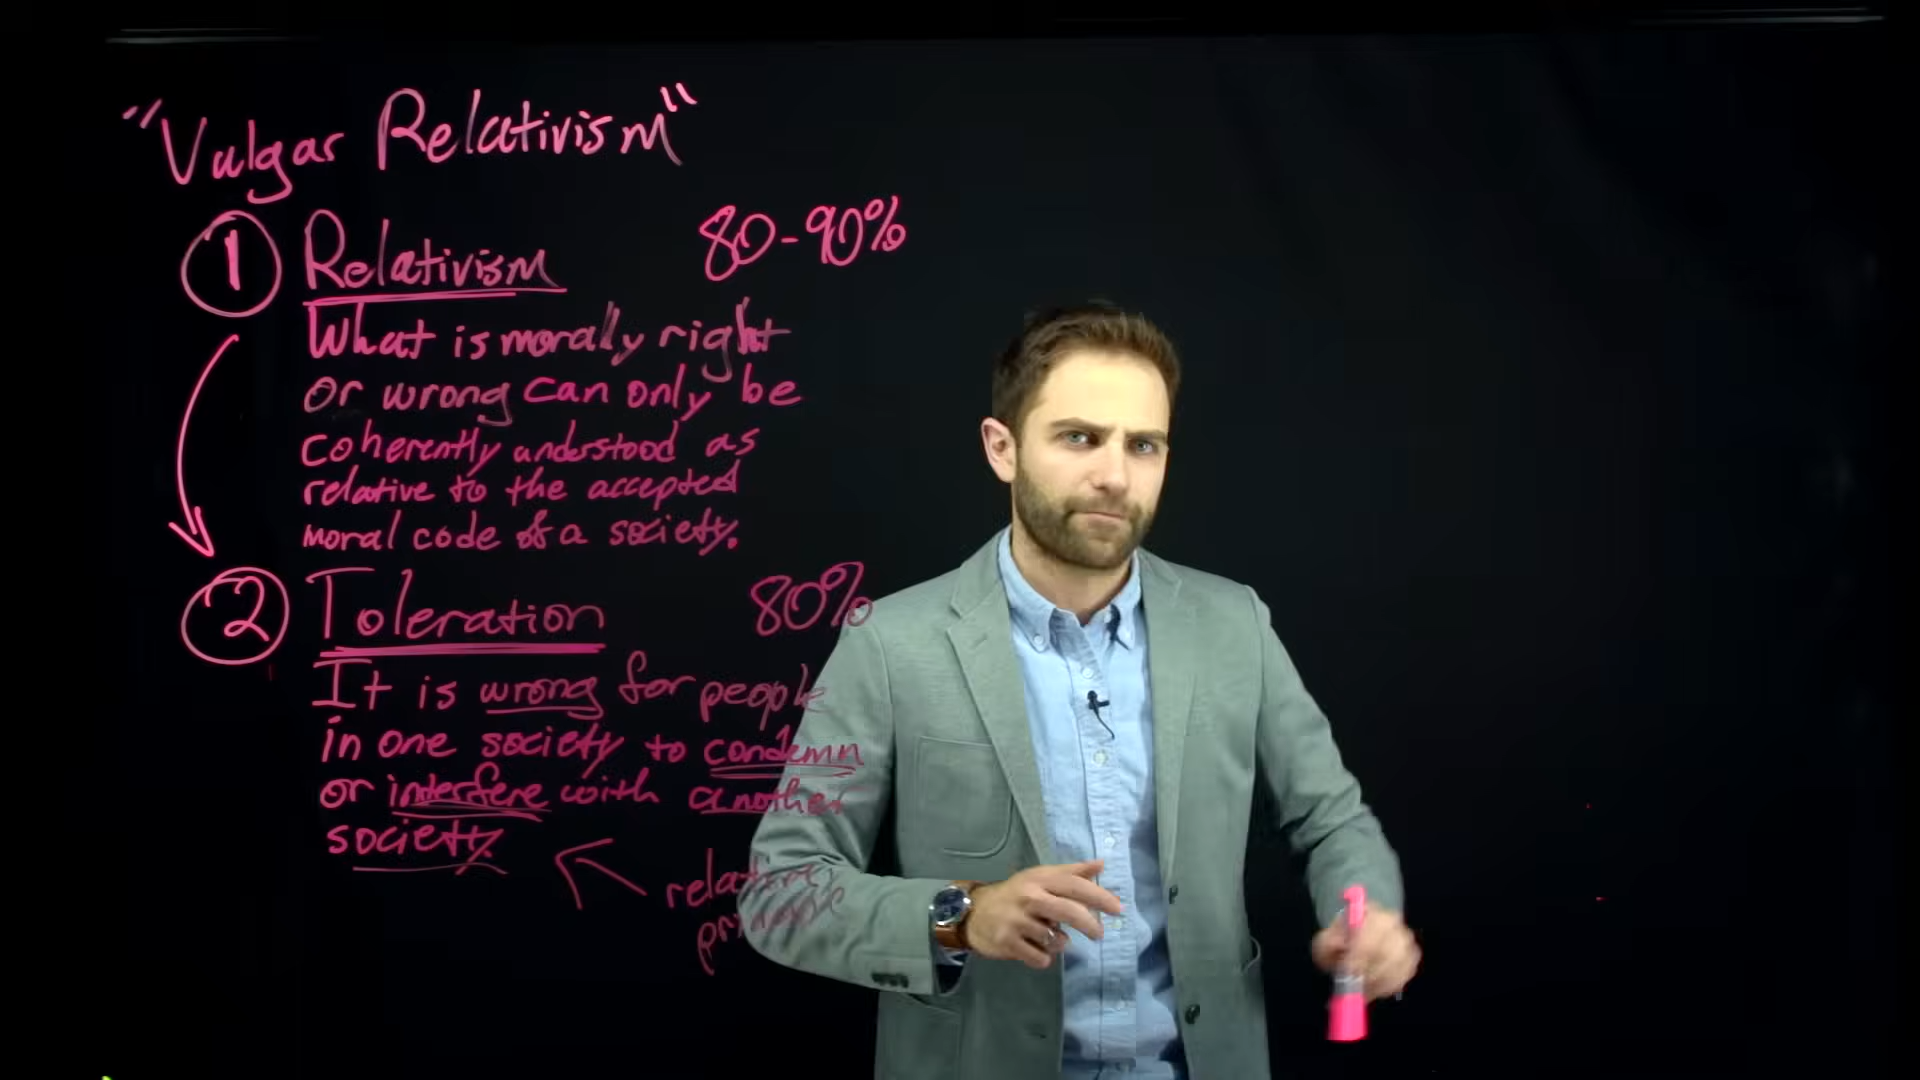 "Vulgar Relativism"
1 Relativism 80-90%
What is morally right
or wrong can only be
coherently understood as
relative to the accepted
moral code of a society.
2 Toleration 80%
It is wrong for people
in one society to condemn
or interfere with another
society.